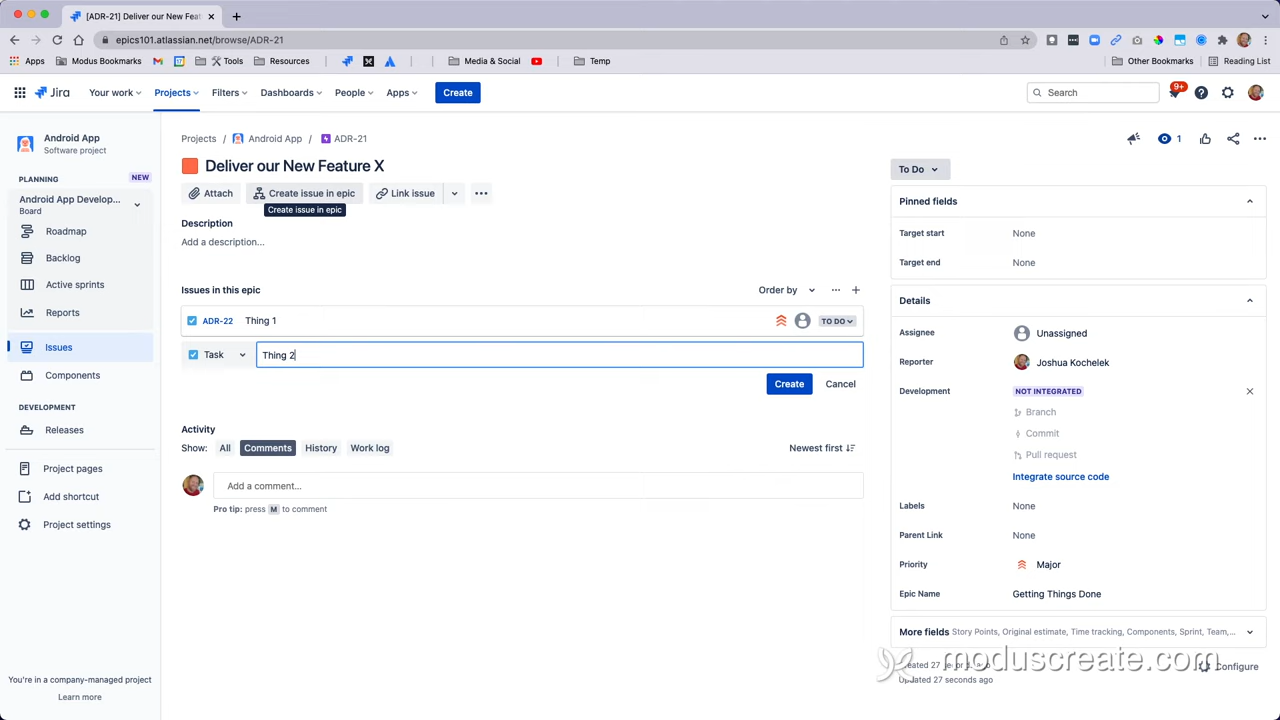 [ADR-21] Deliver our New Featu
epics101.atlassian.net/browse/ADR-21
Apps Modus Bookmarks Tools Resources Media & Social Temp Other Bookmarks Reading List
Jira Your work Projects Filters Dashboards People Apps Create Search 9+
Android App
Software project
PLANNING NEW
Android App Develop...
Board
Roadmap
Backlog
Active sprints
Reports
Issues
Components
DEVELOPMENT
Releases
Project pages
Add shortcut
Project settings
You're in a company-managed project
Learn more
Projects / Android App / ADR-21
1
Deliver our New Feature X
Attach Create issue in epic Link issue
Create issue in epic
Description
Add a description...
Issues in this epic Order by
ADR-22 Thing 1 TO DO
Task Thing 2
Create Cancel
Activity
Show: All Comments History Work log Newest first
Add a comment...
Pro tip: press M to comment
To Do
Pinned fields
Target start None
Target end None
Details
Assignee Unassigned
Reporter Joshua Kochelek
Development NOT INTEGRATED
Branch
Commit
Pull request
Integrate source code
Labels None
Parent Link None
Priority Major
Epic Name Getting Things Done
More fields Story Points, Original estimate, Time tracking, Components, Sprint, Team,...
moduscreate.com
Created 27 Configure
Updated 27 seconds ago